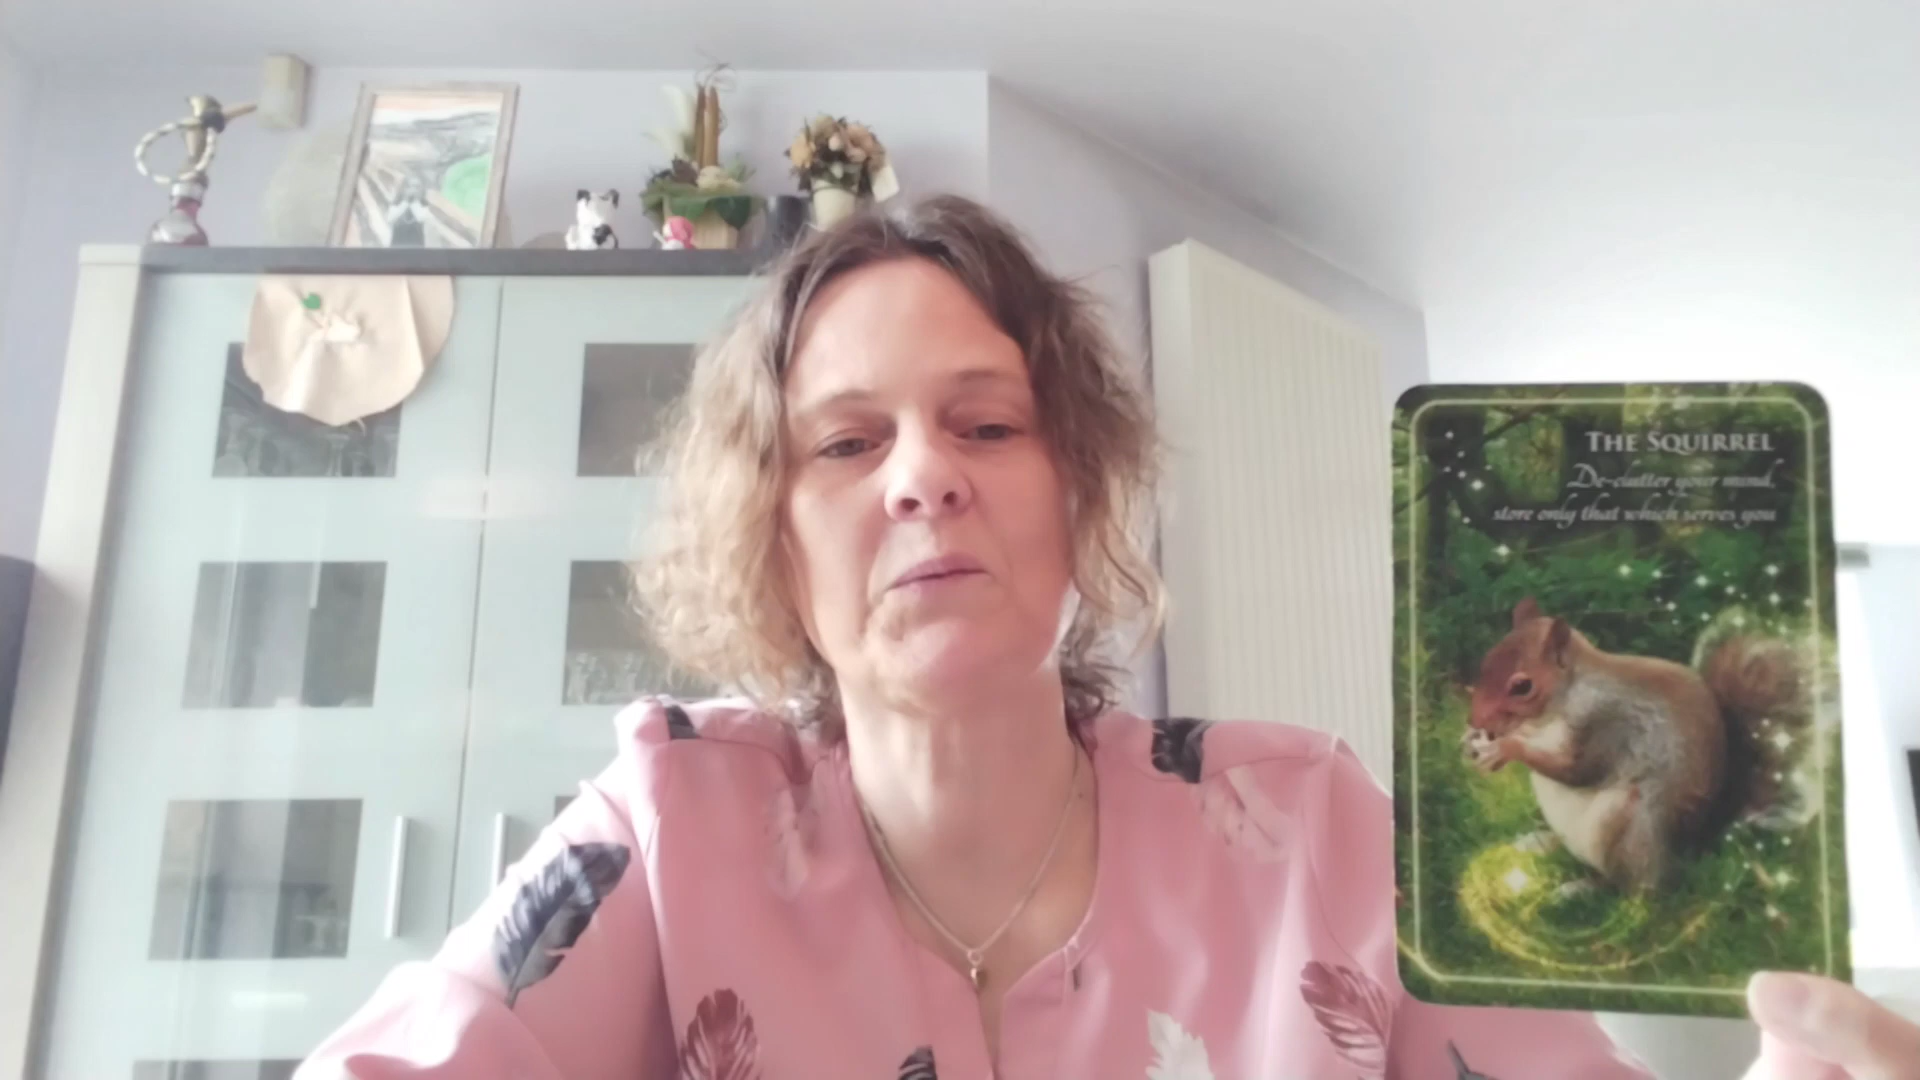 THE SQUIRREL
De-clutter your mind,
store only that which serves you